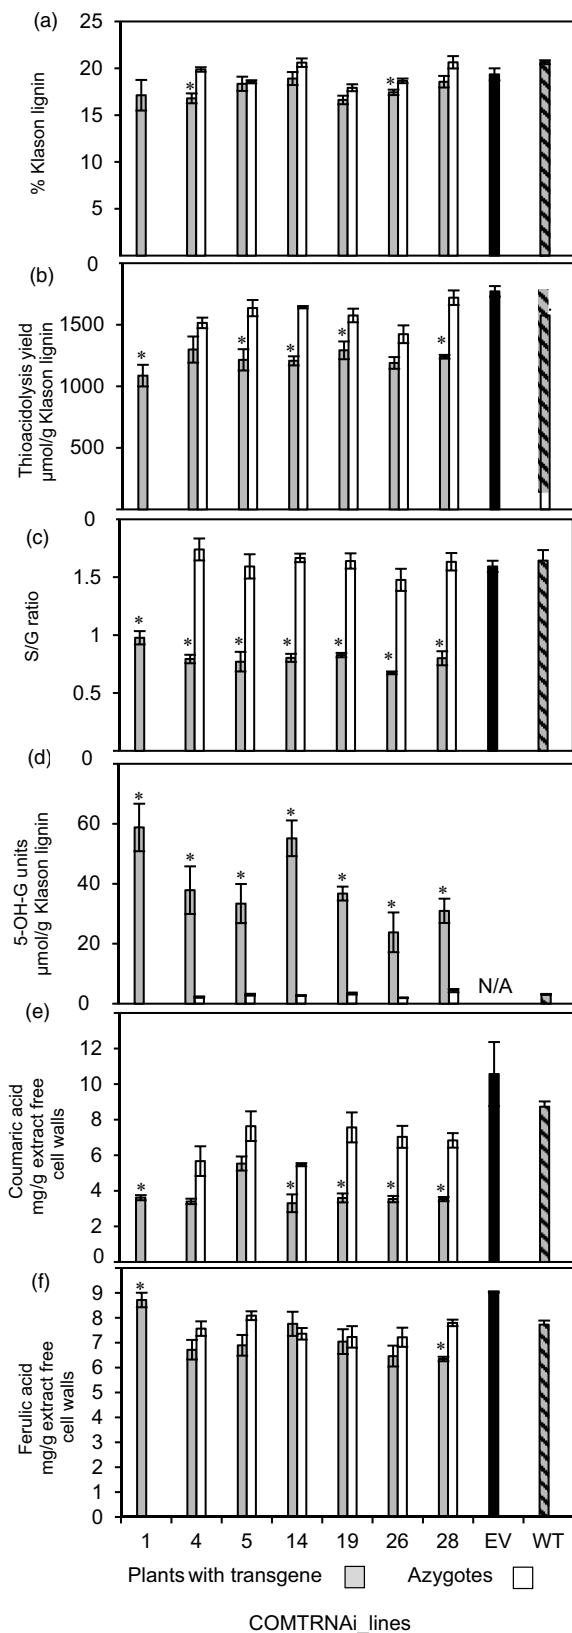 (a)
% Klason lignin
25
20
15
10
5
0
*
*
(b)
Thioacidolysis yield
µmol/g Klason lignin
1500
1000
500
0
*
*
*
*
*
(c)
S/G ratio
2
1.5
1
0.5
0
*
*
*
*
*
*
*
(d)
5-OH-G units
µmol/g Klason lignin
60
40
20
0
*
*
*
*
*
*
*
N/A
(e)
Coumaric acid
mg/g extract free
cell walls
12
10
8
6
4
2
0
*
*
*
*
*
(f)
Ferulic acid
mg/g extract free
cell walls
9
8
7
6
5
4
3
2
1
0
*
*
1 4 5 14 19 26 28 EV WT
Plants with transgene Azygotes
COMTRNAi_lines